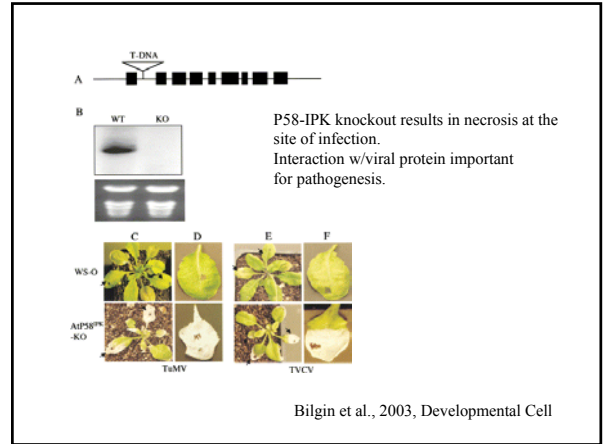 T-DNA
A
B
WT KO
P58-IPK knockout results in necrosis at the
site of infection.
Interaction w/viral protein important
for pathogenesis.
C D E F
WS-O
AtP58IPK
-KO
TuMV TVCV
Bilgin et al., 2003, Developmental Cell